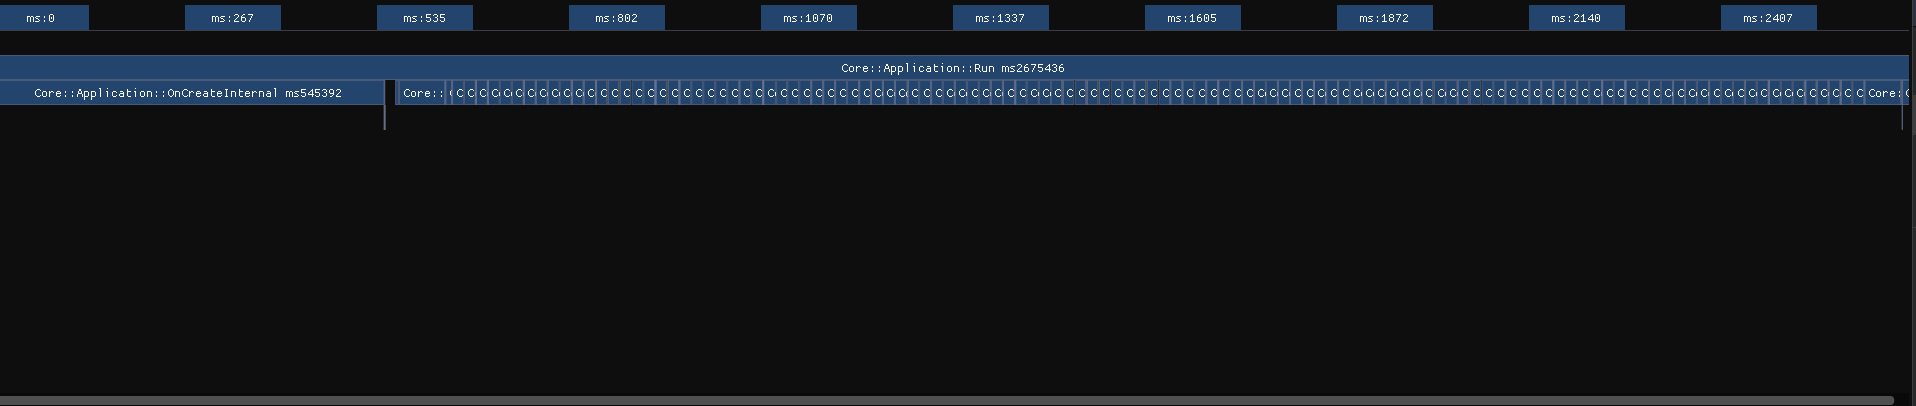 ms:0 ms:267 ms:535 ms:802 ms:1070 ms:1337 ms:1605 ms:1872 ms:2140 ms:2407
Core::Application::Run ms2675436
Core::Application::OnCreateInternal ms545392 Core:: Core: